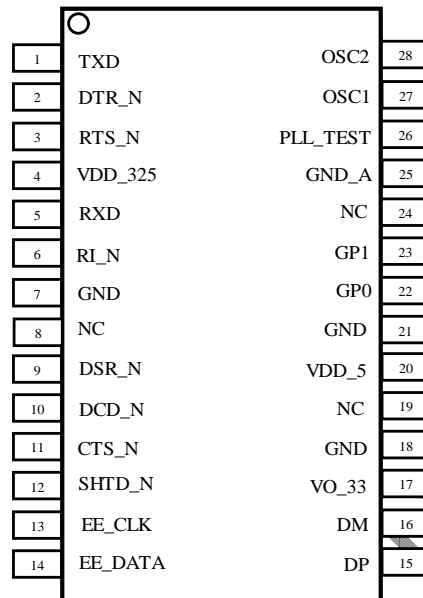 1 TXD OSC2 28
2 DTR_N OSC1 27
3 RTS_N PLL_TEST 26
4 VDD_325 GND_A 25
5 RXD NC 24
6 RI_N GP1 23
7 GND GP0 22
8 NC GND 21
9 DSR_N VDD_5 20
10 DCD_N NC 19
11 CTS_N GND 18
12 SHTD_N VO_33 17
13 EE_CLK DM 16
14 EE_DATA DP 15